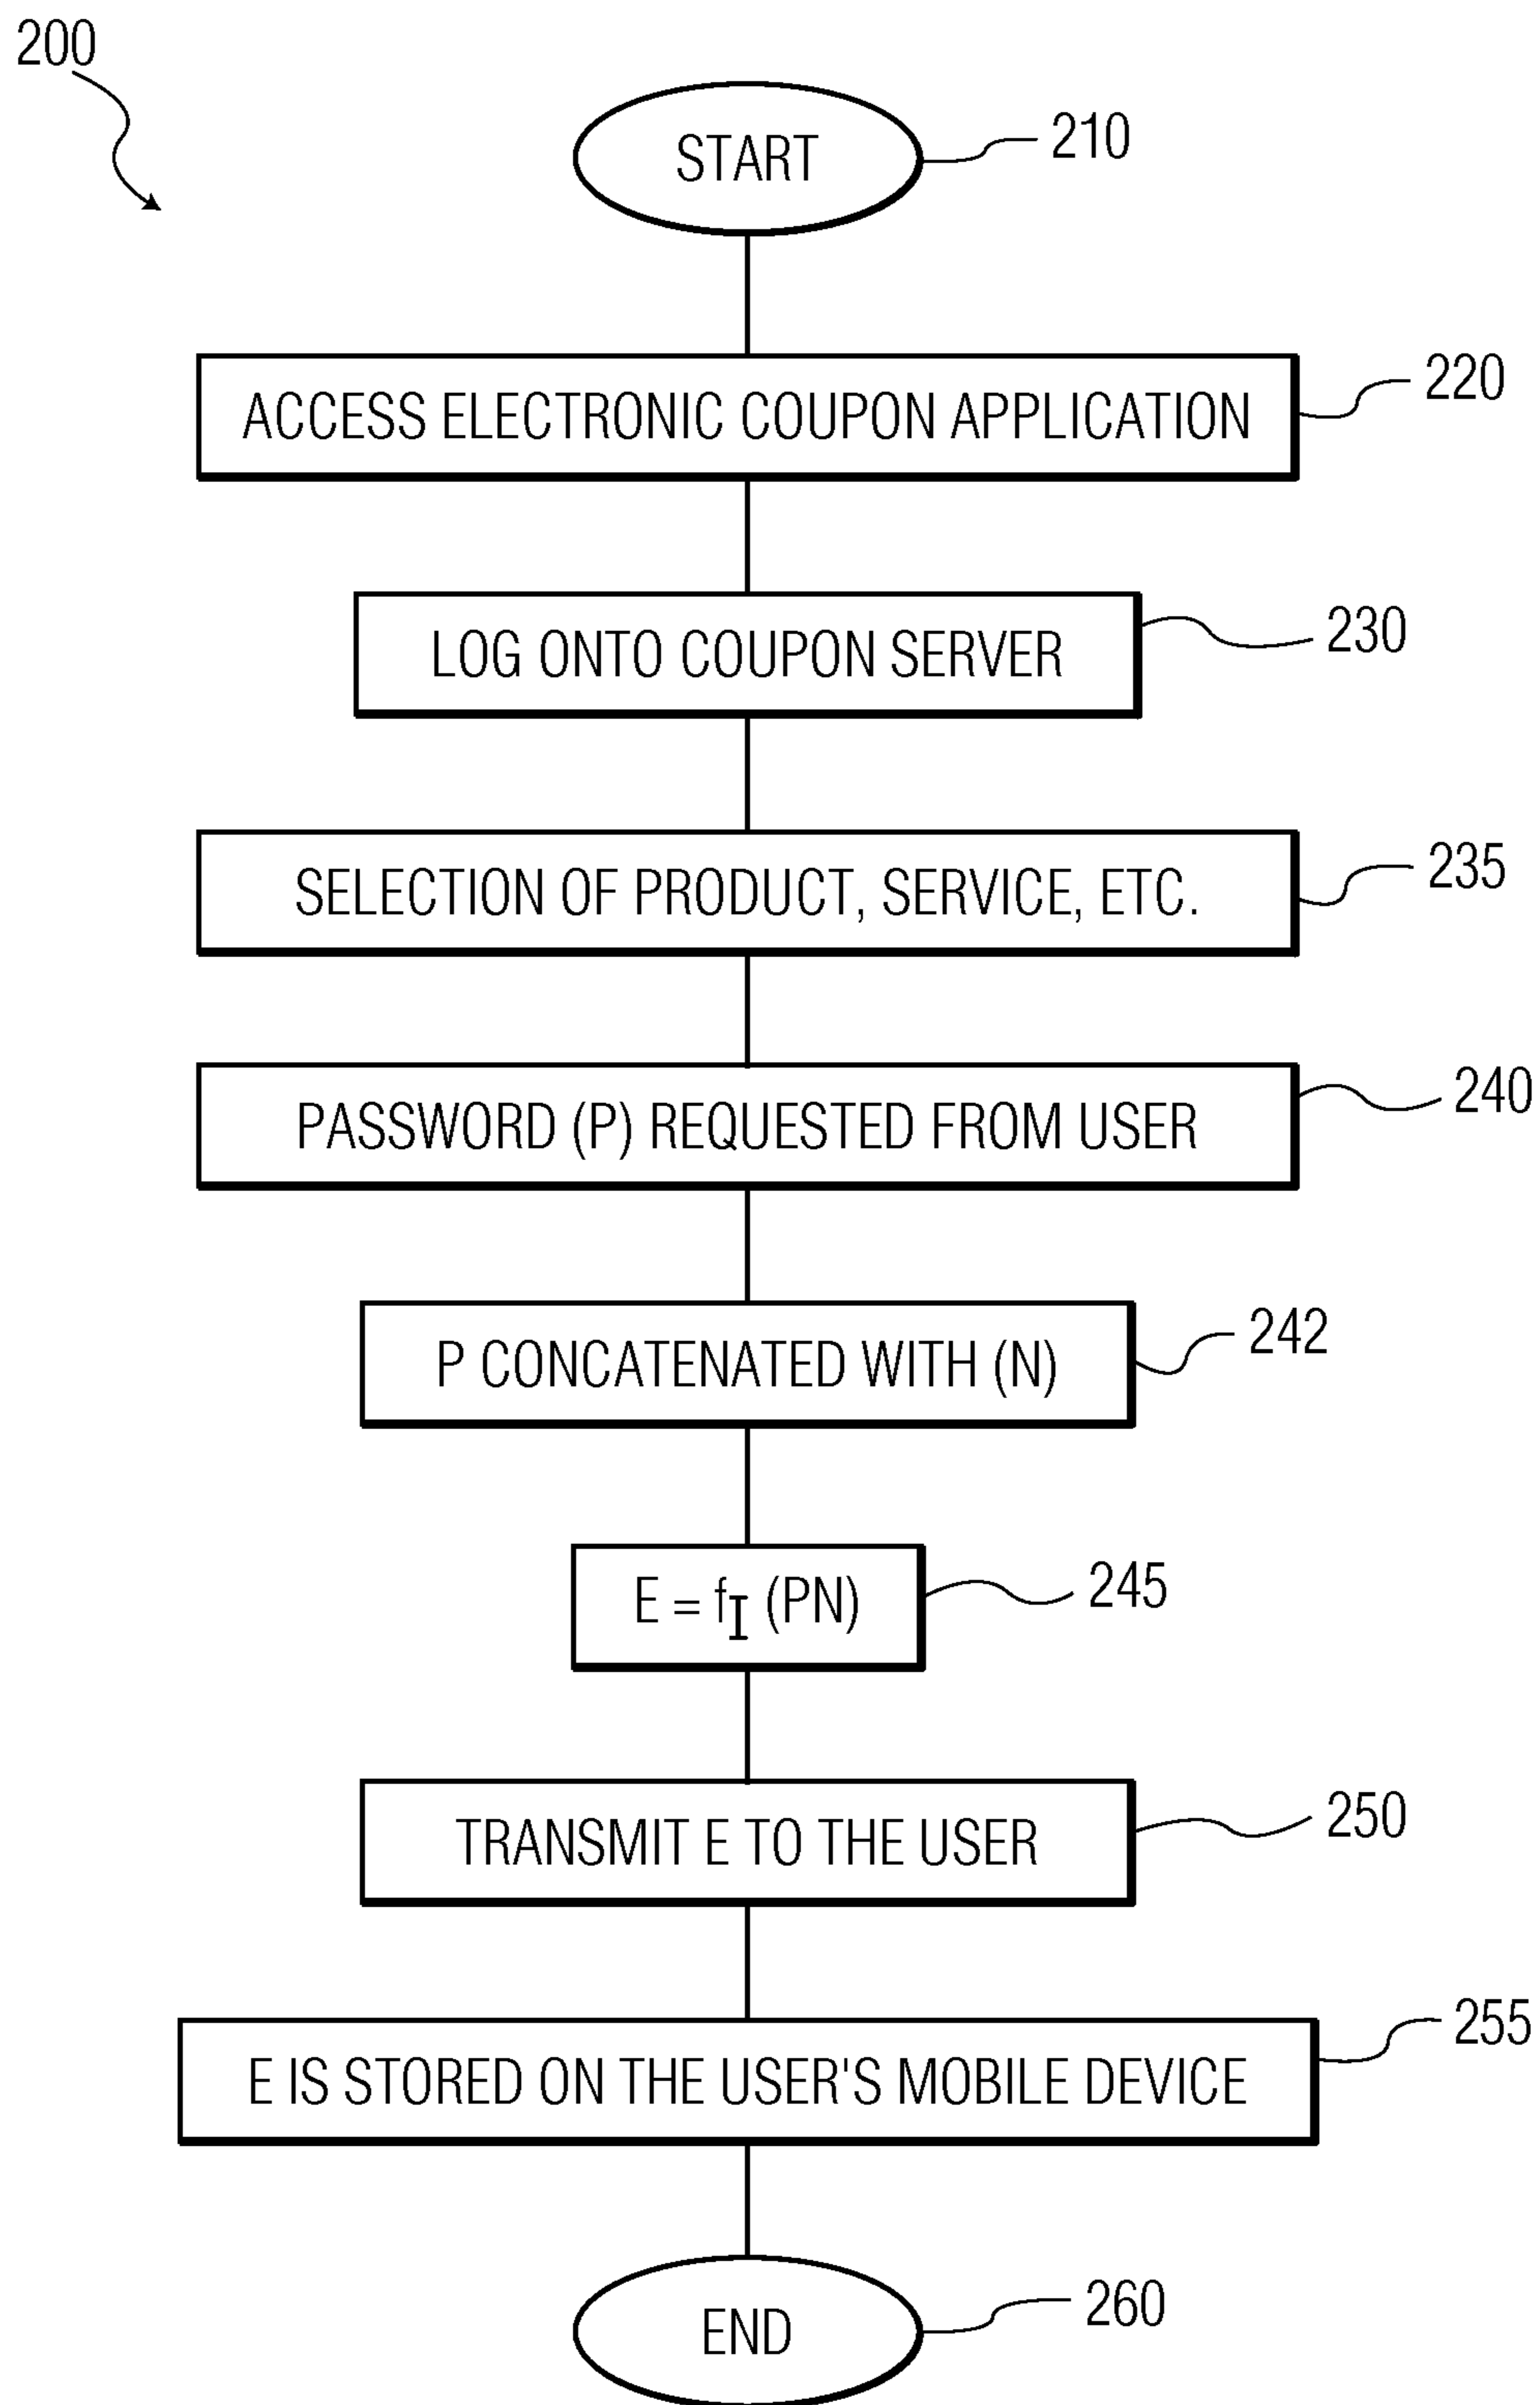 200
START
210
ACCESS ELECTRONIC COUPON APPLICATION
220
LOG ONTO COUPON SERVER
230
SELECTION OF PRODUCT, SERVICE, ETC.
235
PASSWORD (P) REQUESTED FROM USER
240
P CONCATENATED WITH (N)
242
E = fI (PN)
245
TRANSMIT E TO THE USER
250
E IS STORED ON THE USER'S MOBILE DEVICE
255
END
260